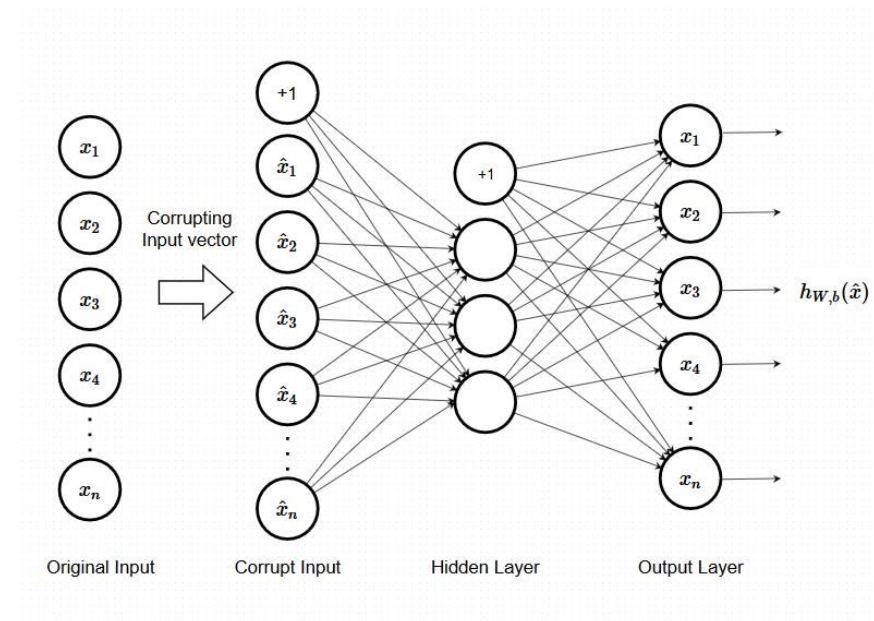 x₁
x₂
x₃
x₄
xₙ
Original Input
Corrupting
Input vector
+1
x̂₁
x̂₂
x̂₃
x̂₄
x̂ₙ
Corrupt Input
+1
Hidden Layer
x₁
x₂
x₃
x₄
xₙ
Output Layer
h_{W,b}(x̂)